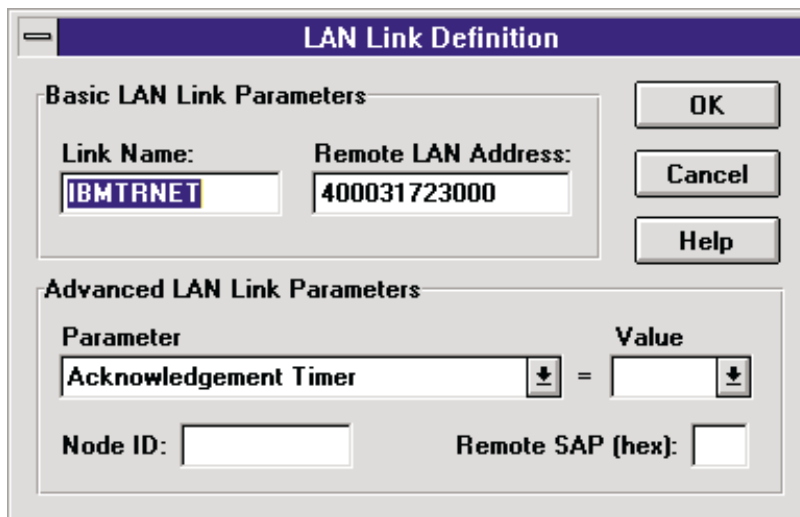 LAN Link Definition
Basic LAN Link Parameters
OK
Link Name: Remote LAN Address:
IBMTRNET 400031723000
Cancel
Help
Advanced LAN Link Parameters
Parameter Value
Acknowledgement Timer =
Node ID: Remote SAP (hex):